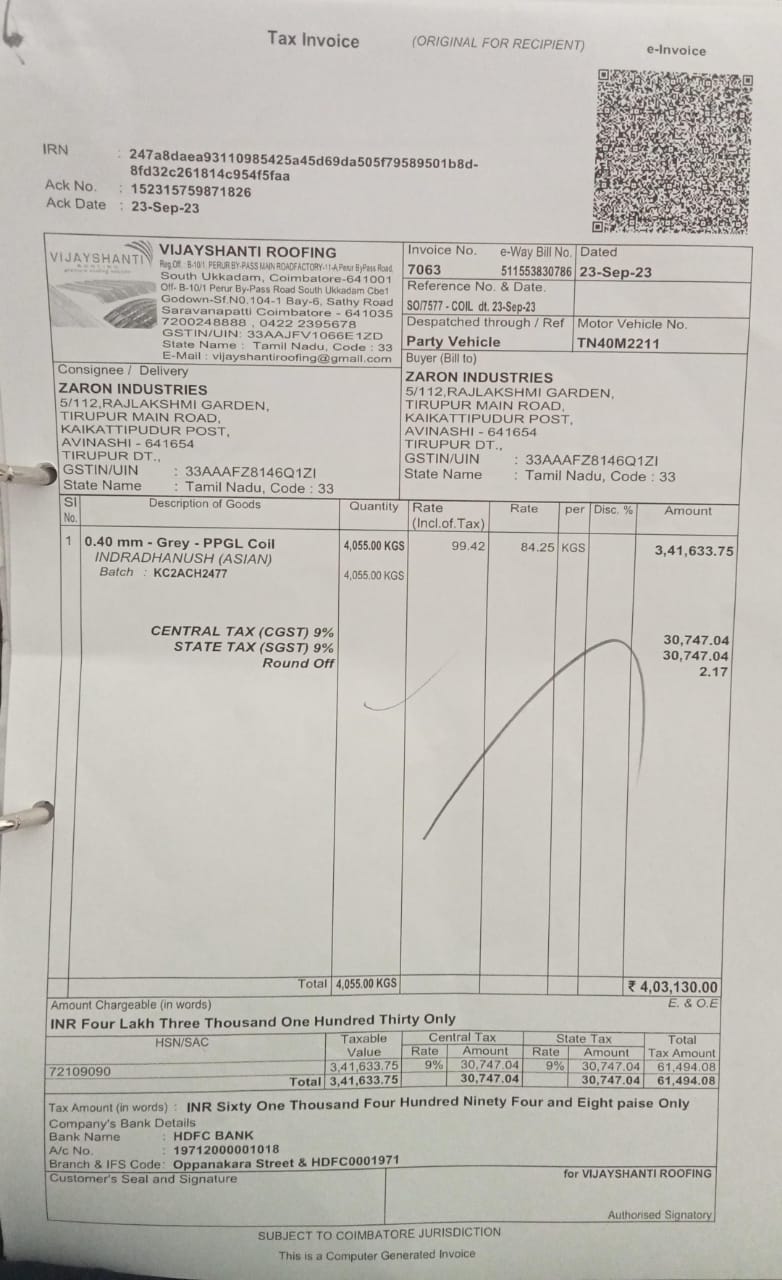 Tax Invoice (ORIGINAL FOR RECIPIENT) e-Invoice
IRN : 247a8daea93110985425a45d69da505f79589501b8d-
8fd32c261814c954f5faa
Ack No. : 152315759871826
Ack Date : 23-Sep-23
VIJAYSHANTI
ROOFING
VIJAYSHANTI ROOFING
Reg.Off. B-10/1, PERUR BY-PASS MAIN ROADFACTORY-11-A,Perur ByPass Road,
South Ukkadam, Coimbatore-641001
Off- B-10/1 Perur By-Pass Road South Ukkadam Cbe1
Godown-Sf.N0.104-1 Bay-6, Sathy Road
Saravanapatti Coimbatore - 641035
7200248888 , 0422 2395678
GSTIN/UIN: 33AAJFV1066E1ZD
State Name : Tamil Nadu, Code : 33
E-Mail : vijayshantiroofing@gmail.com
Invoice No. e-Way Bill No. Dated
7063 511553830786 23-Sep-23
Reference No. & Date.
SO/7577 - COIL dt. 23-Sep-23
Despatched through / Ref Motor Vehicle No.
Party Vehicle TN40M2211
Consignee / Delivery
ZARON INDUSTRIES
5/112,RAJLAKSHMI GARDEN,
TIRUPUR MAIN ROAD,
KAIKATTIPUDUR POST,
AVINASHI - 641654
TIRUPUR DT.,
GSTIN/UIN : 33AAAFZ8146Q1ZI
State Name : Tamil Nadu, Code : 33
Buyer (Bill to)
ZARON INDUSTRIES
5/112,RAJLAKSHMI GARDEN,
TIRUPUR MAIN ROAD,
KAIKATTIPUDUR POST,
AVINASHI - 641654
TIRUPUR DT.,
GSTIN/UIN : 33AAAFZ8146Q1ZI
State Name : Tamil Nadu, Code : 33
Sl No. Description of Goods Quantity Rate (Incl.of.Tax) Rate per Disc. % Amount
1 0.40 mm - Grey - PPGL Coil 4,055.00 KGS 99.42 84.25 KGS 3,41,633.75
INDRADHANUSH (ASIAN)
Batch : KC2ACH2477 4,055.00 KGS
CENTRAL TAX (CGST) 9% 30,747.04
STATE TAX (SGST) 9% 30,747.04
Round Off 2.17
Total 4,055.00 KGS ₹ 4,03,130.00
Amount Chargeable (in words) E. & O.E
INR Four Lakh Three Thousand One Hundred Thirty Only
HSN/SAC Taxable Value Central Tax State Tax Total Tax Amount
Rate Amount Rate Amount
72109090 3,41,633.75 9% 30,747.04 9% 30,747.04 61,494.08
Total 3,41,633.75 30,747.04 30,747.04 61,494.08
Tax Amount (in words) : INR Sixty One Thousand Four Hundred Ninety Four and Eight paise Only
Company's Bank Details
Bank Name : HDFC BANK
A/c No. : 19712000001018
Branch & IFS Code: Oppanakara Street & HDFC0001971
Customer's Seal and Signature for VIJAYSHANTI ROOFING
Authorised Signatory
SUBJECT TO COIMBATORE JURISDICTION
This is a Computer Generated Invoice